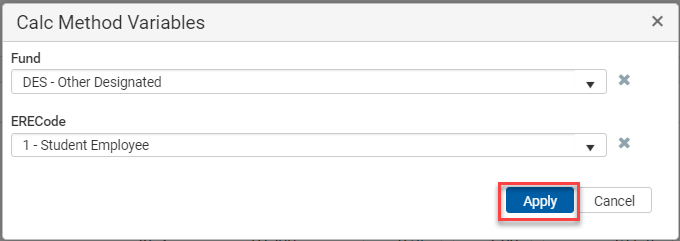 Calc Method Variables
Fund
DES - Other Designated
ERECode
1 - Student Employee
Apply Cancel